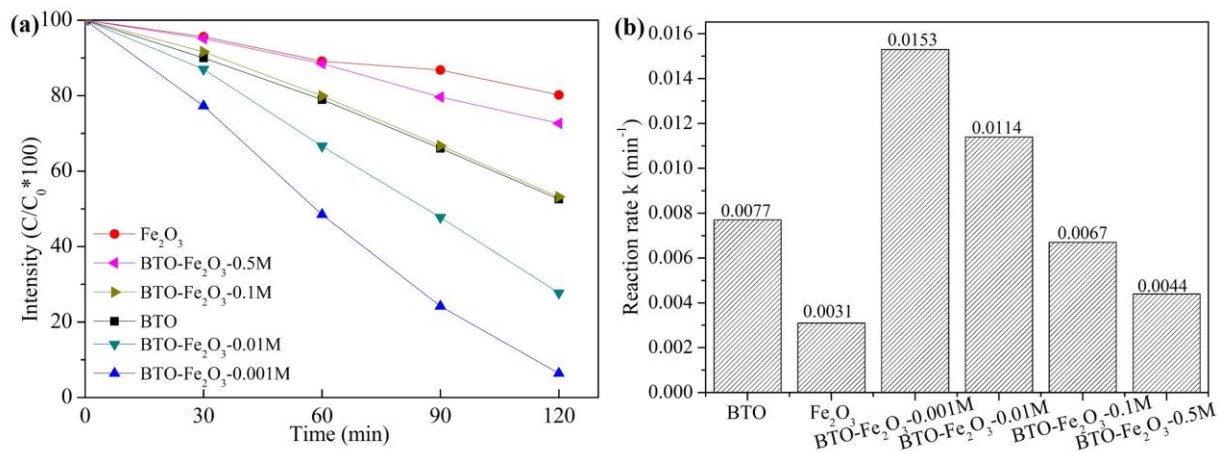 (a)
Intensity (C/C₀*100)
100
80
60
40
20
0
Fe₂O₃
BTO-Fe₂O₃-0.5M
BTO-Fe₂O₃-0.1M
BTO
BTO-Fe₂O₃-0.01M
BTO-Fe₂O₃-0.001M
0 30 60 90 120
Time (min)
(b)
Reaction rate k (min⁻¹)
0.016
0.014
0.012
0.010
0.008
0.006
0.004
0.002
0.000
0.0077
0.0031
0.0153
0.0114
0.0067
0.0044
BTO
Fe₂O₃
BTO-Fe₂O₃-0.001M
BTO-Fe₂O₃-0.01M
BTO-Fe₂O₃-0.1M
BTO-Fe₂O₃-0.5M